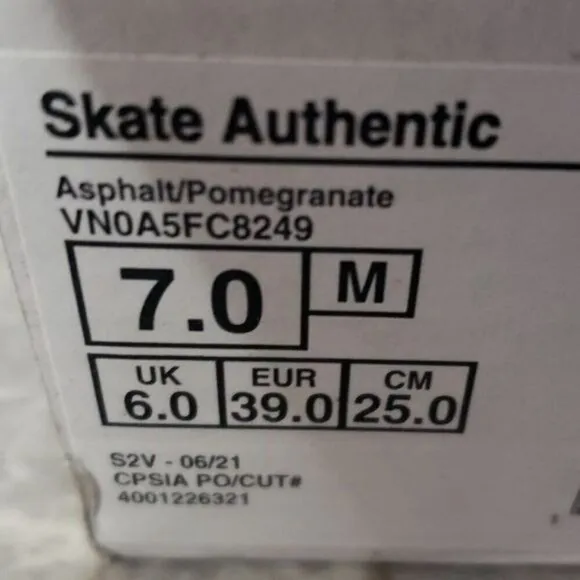 Skate Authentic
Asphalt/Pomegranate
VN0A5FC8249
7.0 M
UK EUR CM
6.0 39.0 25.0
S2V - 06/21
CPSIA PO/CUT#
4001226321